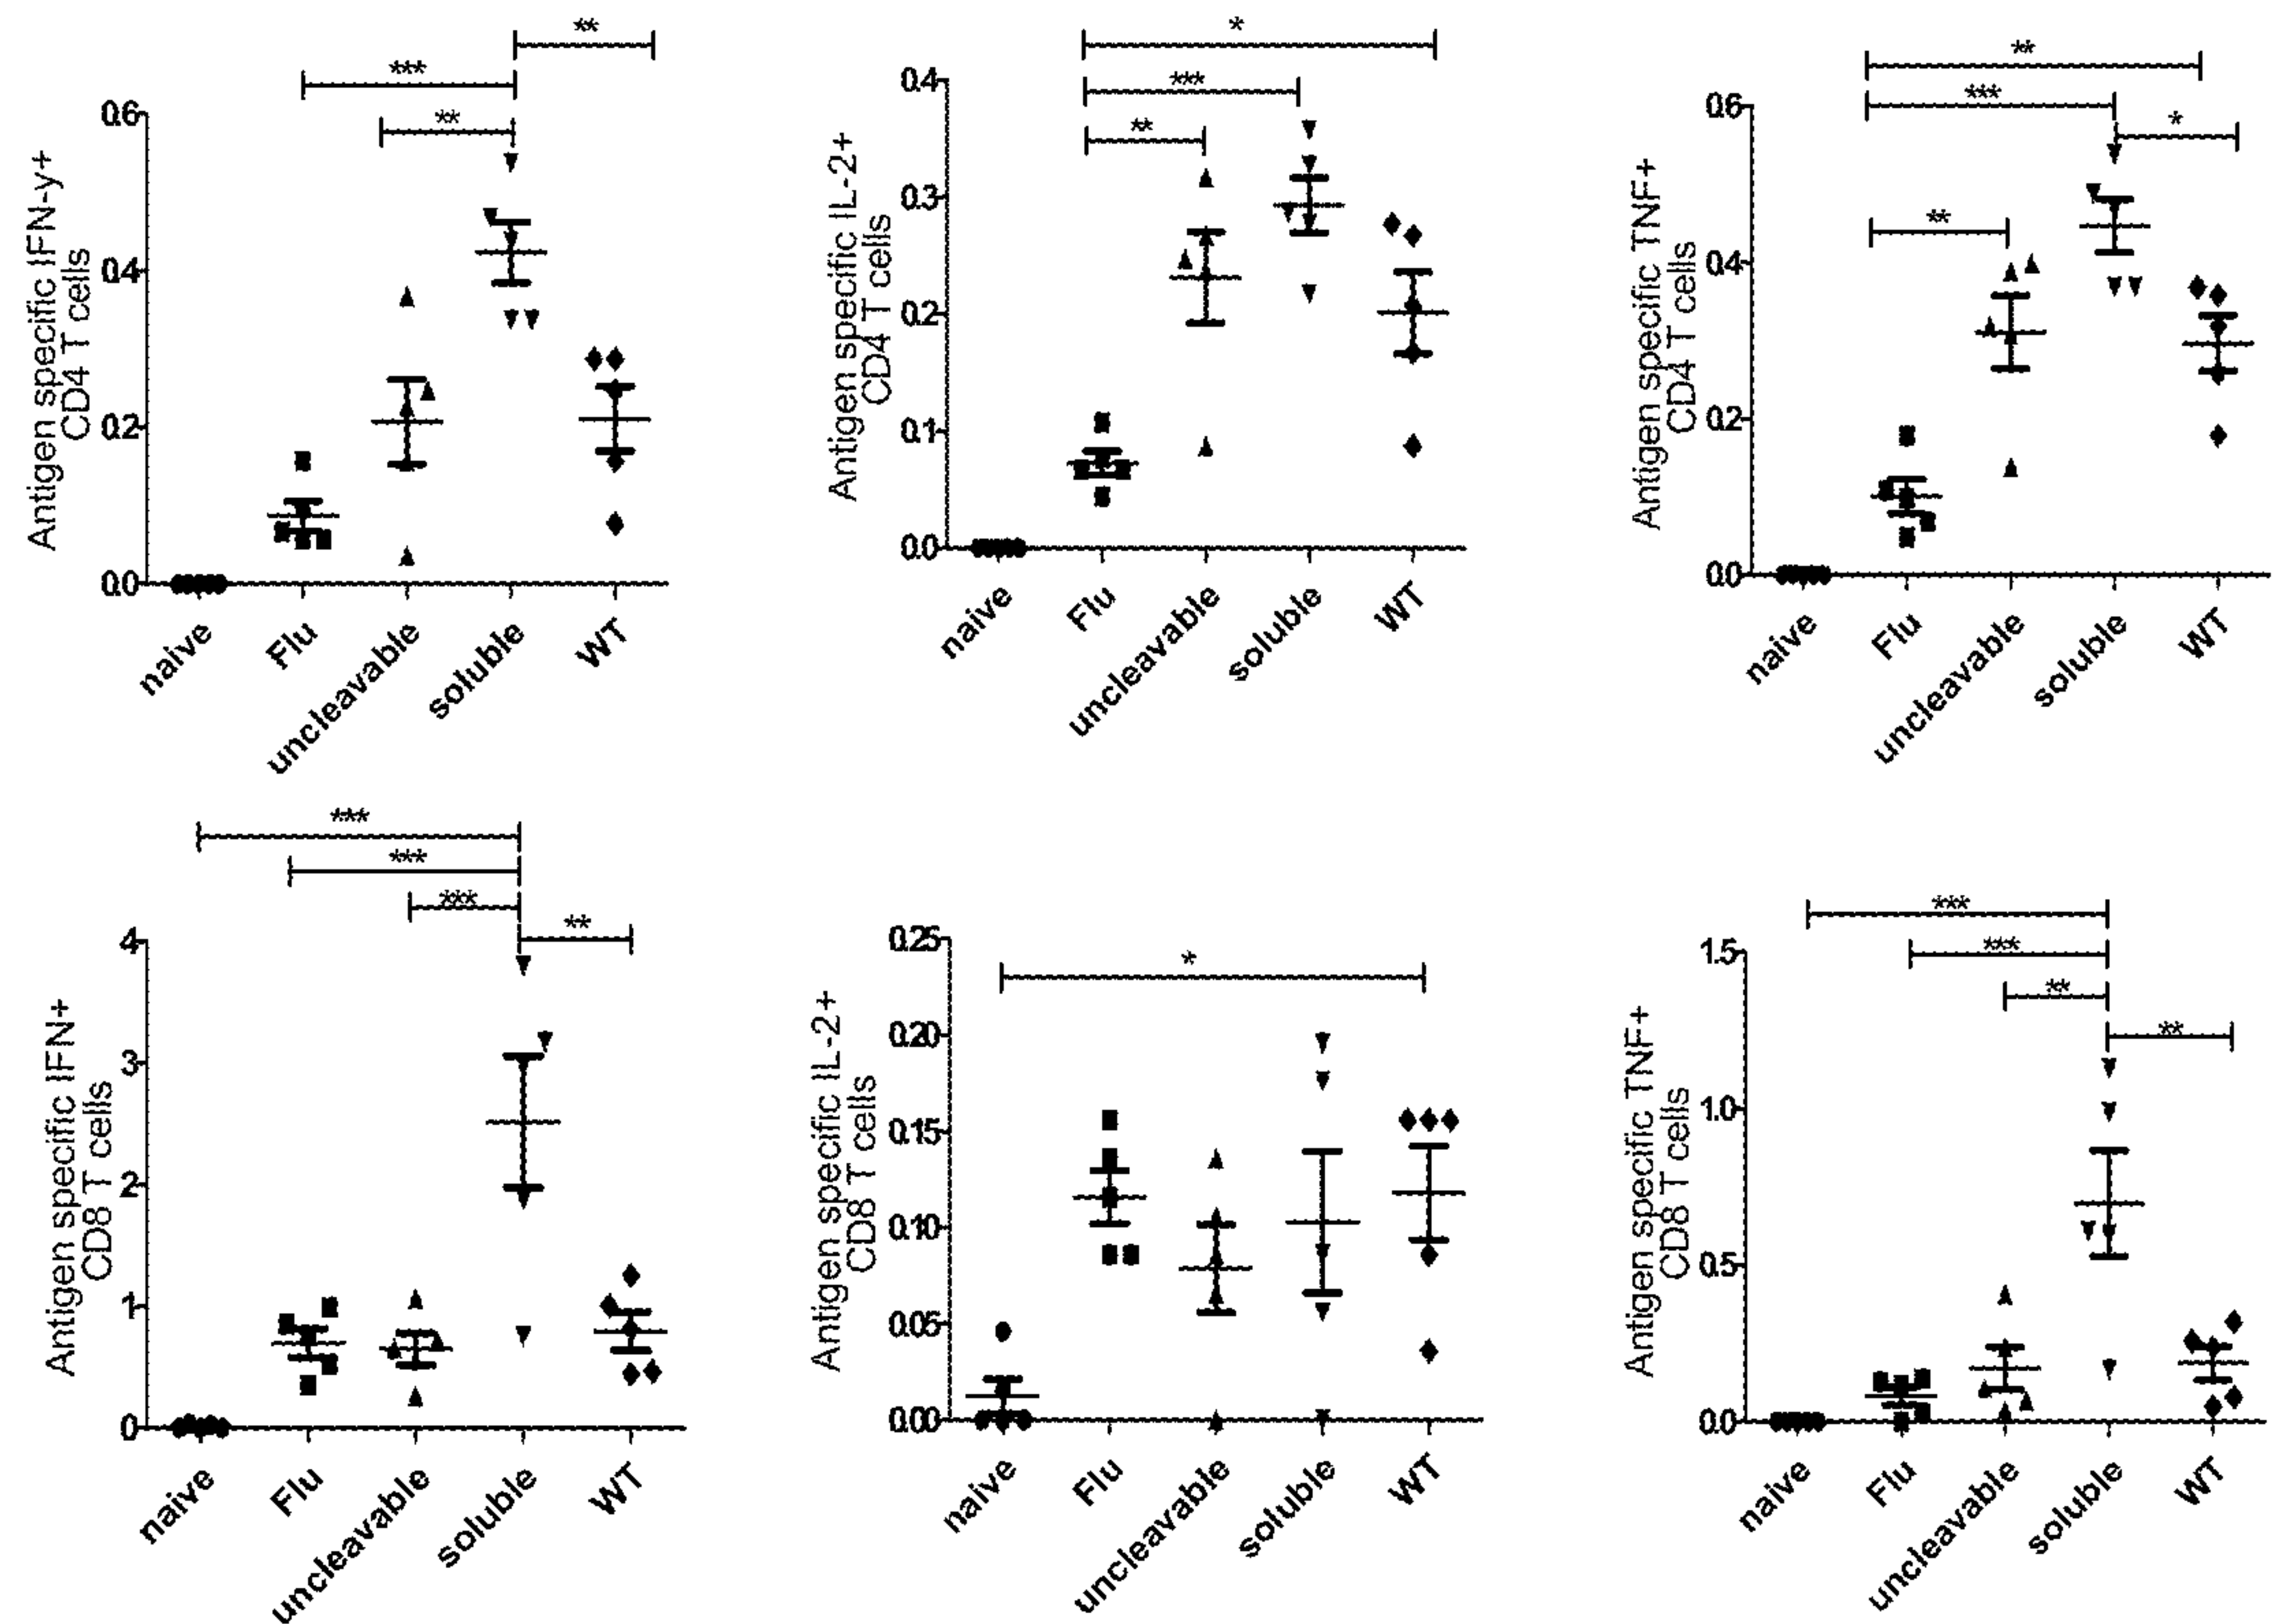 **
***
**
0.6
0.4
0.2
0.0
Antigen specific IFN-y+
CD4 T cells
naive
Flu
uncleavable
soluble
WT
*
***
**
0.4
0.3
0.2
0.1
0.0
Antigen specific IL-2+
CD4 T cells
naive
Flu
uncleavable
soluble
WT
**
***
*
**
0.6
0.4
0.2
0.0
Antigen specific TNF+
CD4 T cells
naive
Flu
uncleavable
soluble
WT
***
***
***
**
4
3
2
1
0
Antigen specific IFN+
CD8 T cells
naive
Flu
uncleavable
soluble
WT
*
0.25
0.20
0.15
0.10
0.05
0.00
Antigen specific IL-2+
CD8 T cells
naive
Flu
uncleavable
soluble
WT
***
***
**
**
1.5
1.0
0.5
0.0
Antigen specific TNF+
CD8 T cells
naive
Flu
uncleavable
soluble
WT